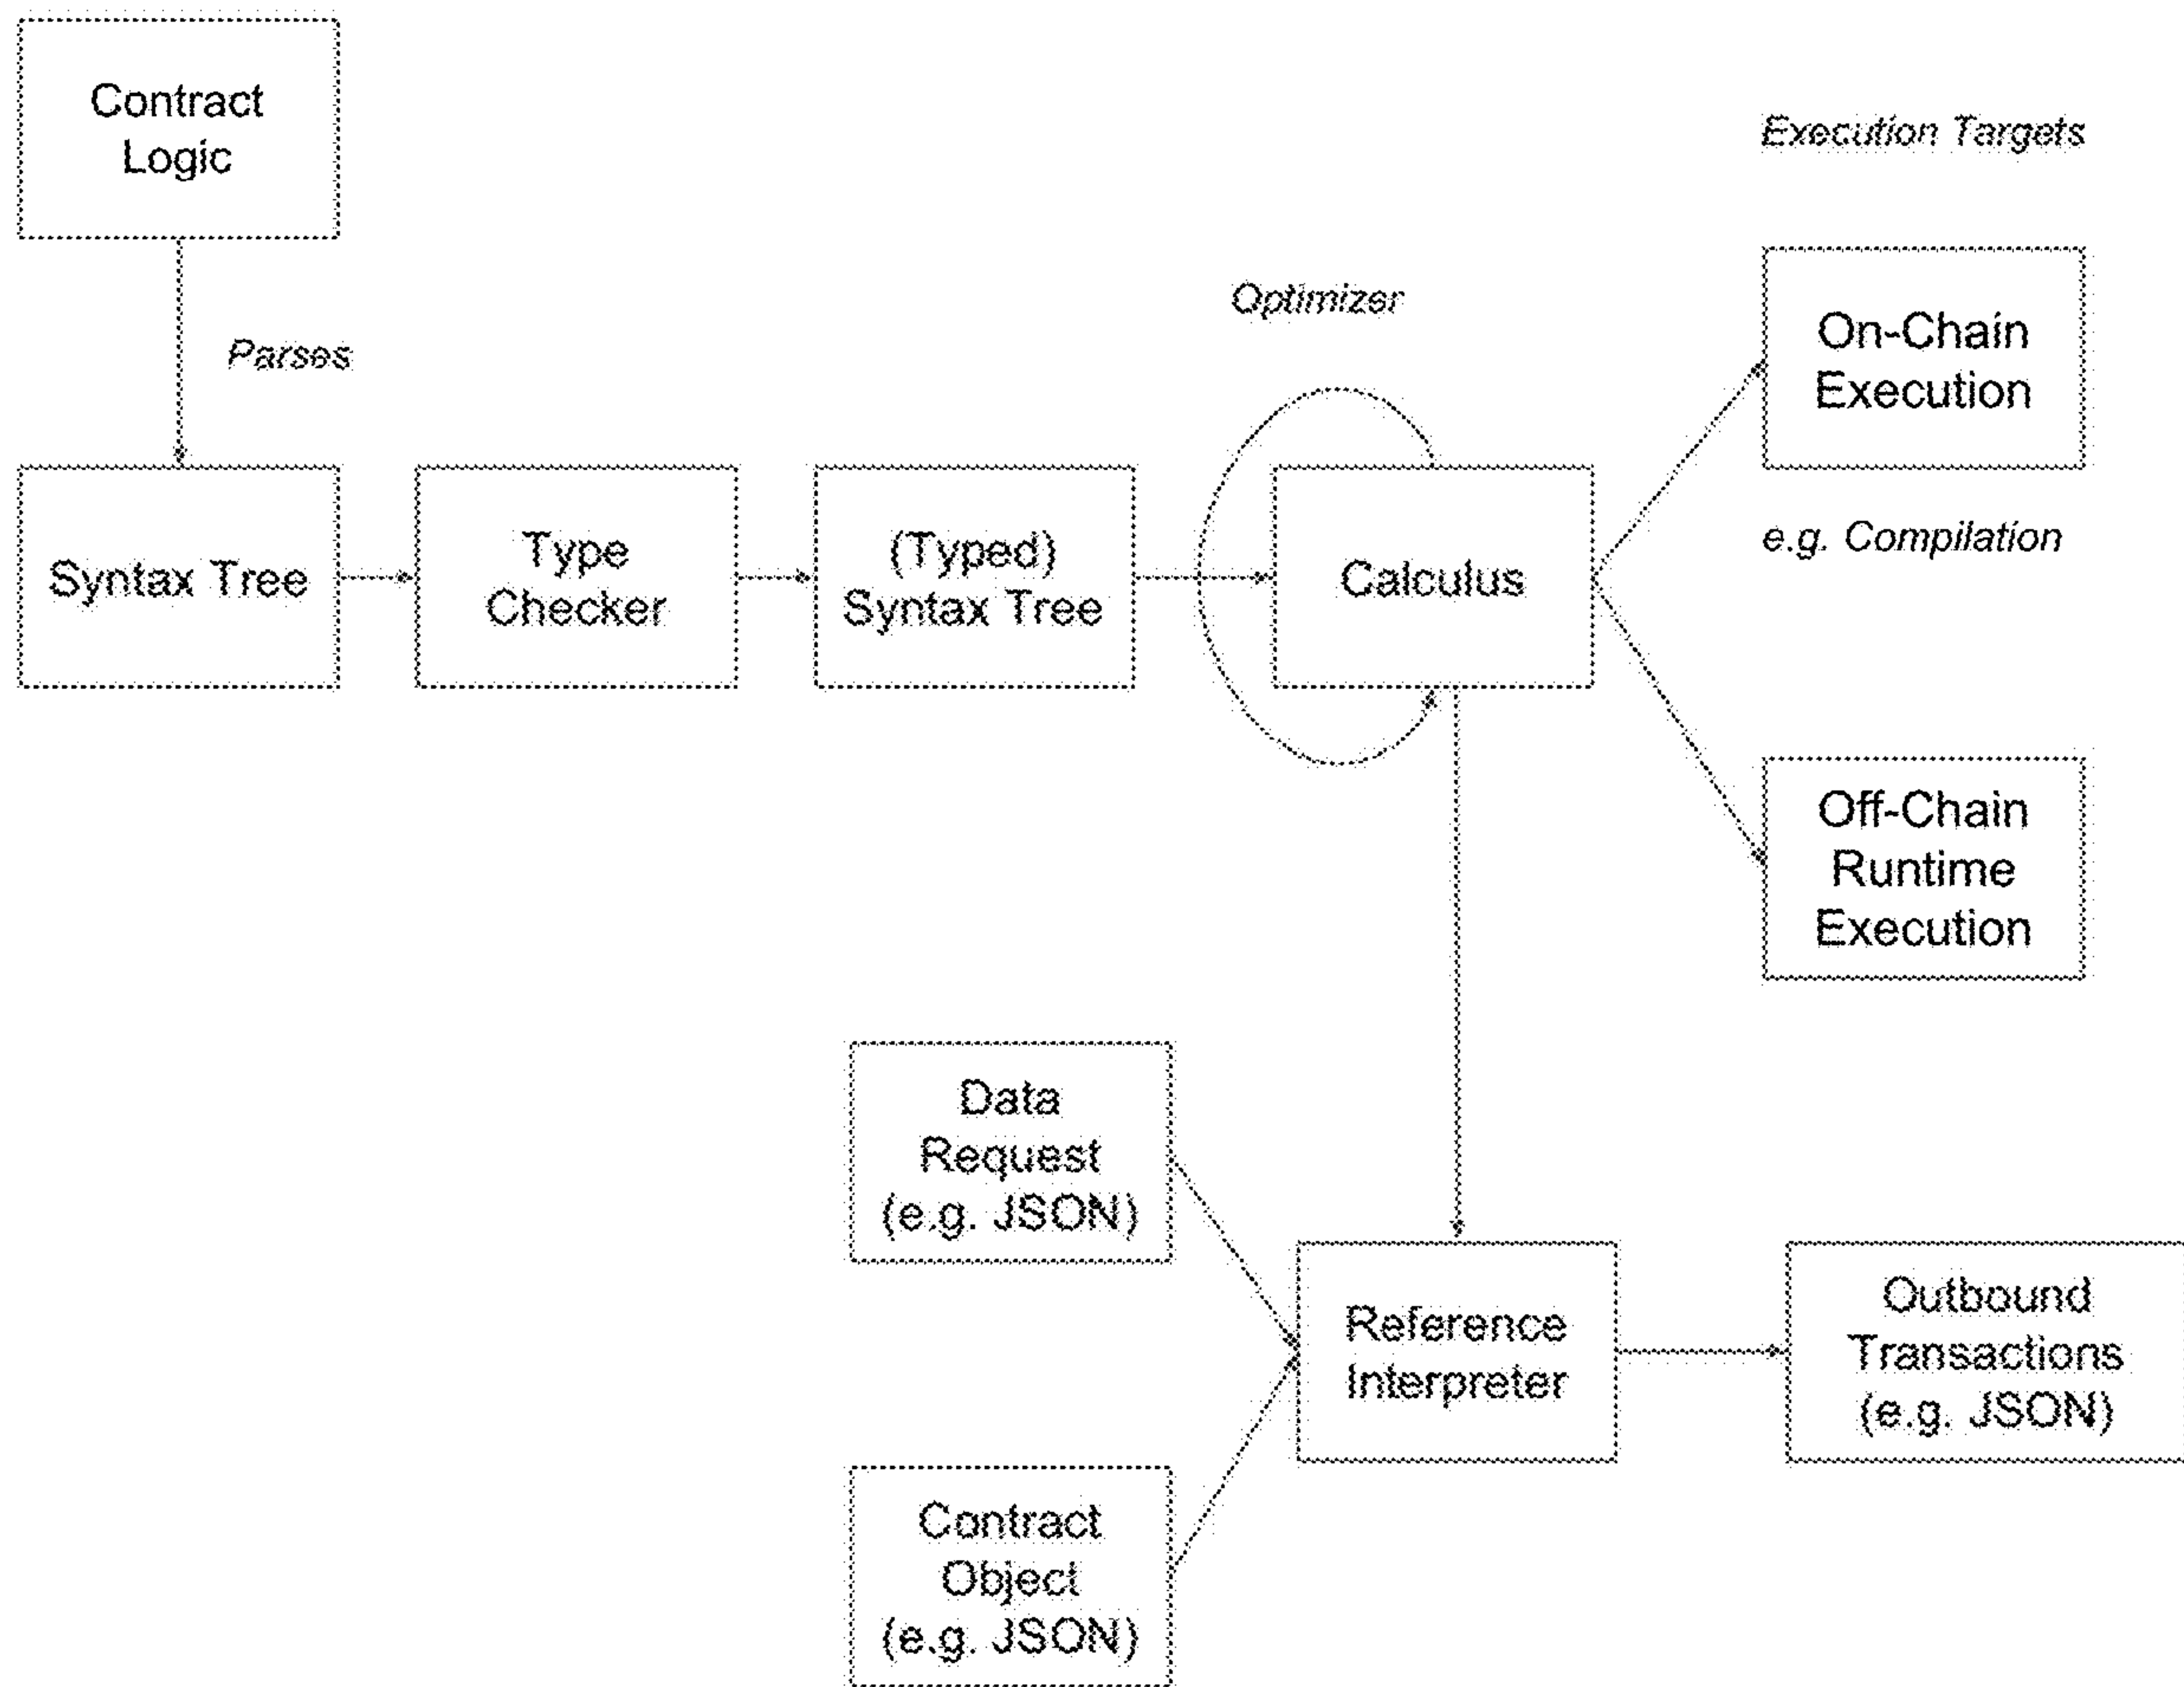 Contract
Logic
Execution Targets
Optimizer
On-Chain
Execution
Parses
e.g. Compilation
Syntax Tree
Type
Checker
(Typed)
Syntax Tree
Calculus
Off-Chain
Runtime
Execution
Data
Request
(e.g. JSON)
Reference
Interpreter
Outbound
Transactions
(e.g. JSON)
Contract
Object
(e.g. JSON)